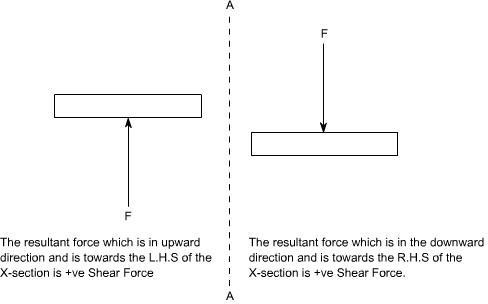 A
F
F
The resultant force which is in upward
direction and is towards the L.H.S of the
X-section is +ve Shear Force
The resultant force which is in the downward
direction and is towards the R.H.S of the
X-section is +ve Shear Force.
A